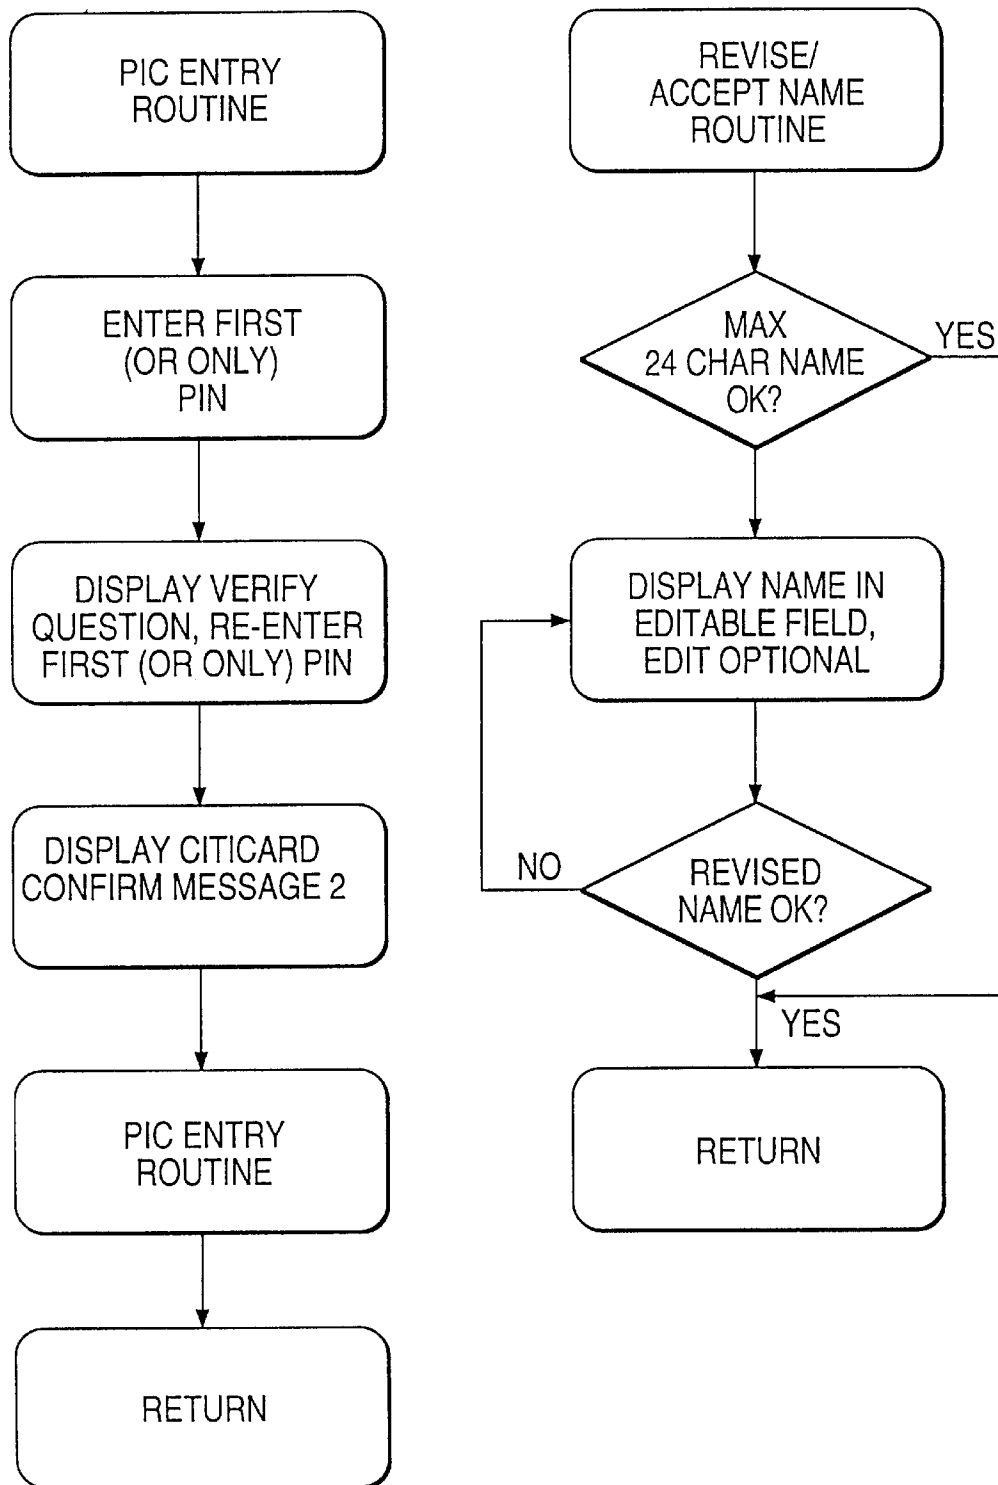 PIC ENTRY
ROUTINE
ENTER FIRST
(OR ONLY)
PIN
DISPLAY VERIFY
QUESTION, RE-ENTER
FIRST (OR ONLY) PIN
DISPLAY CITICARD
CONFIRM MESSAGE 2
PIC ENTRY
ROUTINE
RETURN
REVISE/
ACCEPT NAME
ROUTINE
MAX
24 CHAR NAME
OK?
YES
DISPLAY NAME IN
EDITABLE FIELD,
EDIT OPTIONAL
NO
REVISED
NAME OK?
YES
RETURN